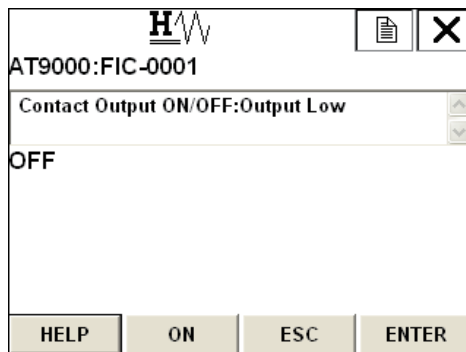 H
AT9000:FIC-0001
Contact Output ON/OFF:Output Low
OFF
HELP ON ESC ENTER